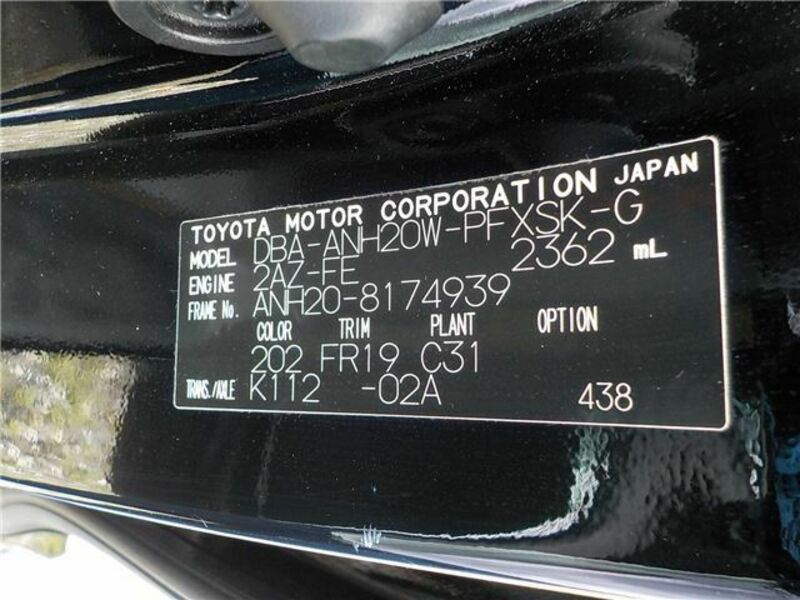 TOYOTA MOTOR CORPORATION JAPAN
MODEL DBA-ANH20W-PFXSK-G
ENGINE 2AZ-FE 2362 mL
FRAME No. ANH20-8174939
COLOR TRIM PLANT OPTION
202 FR19 C31
TRANS./AXLE K112 -02A 438